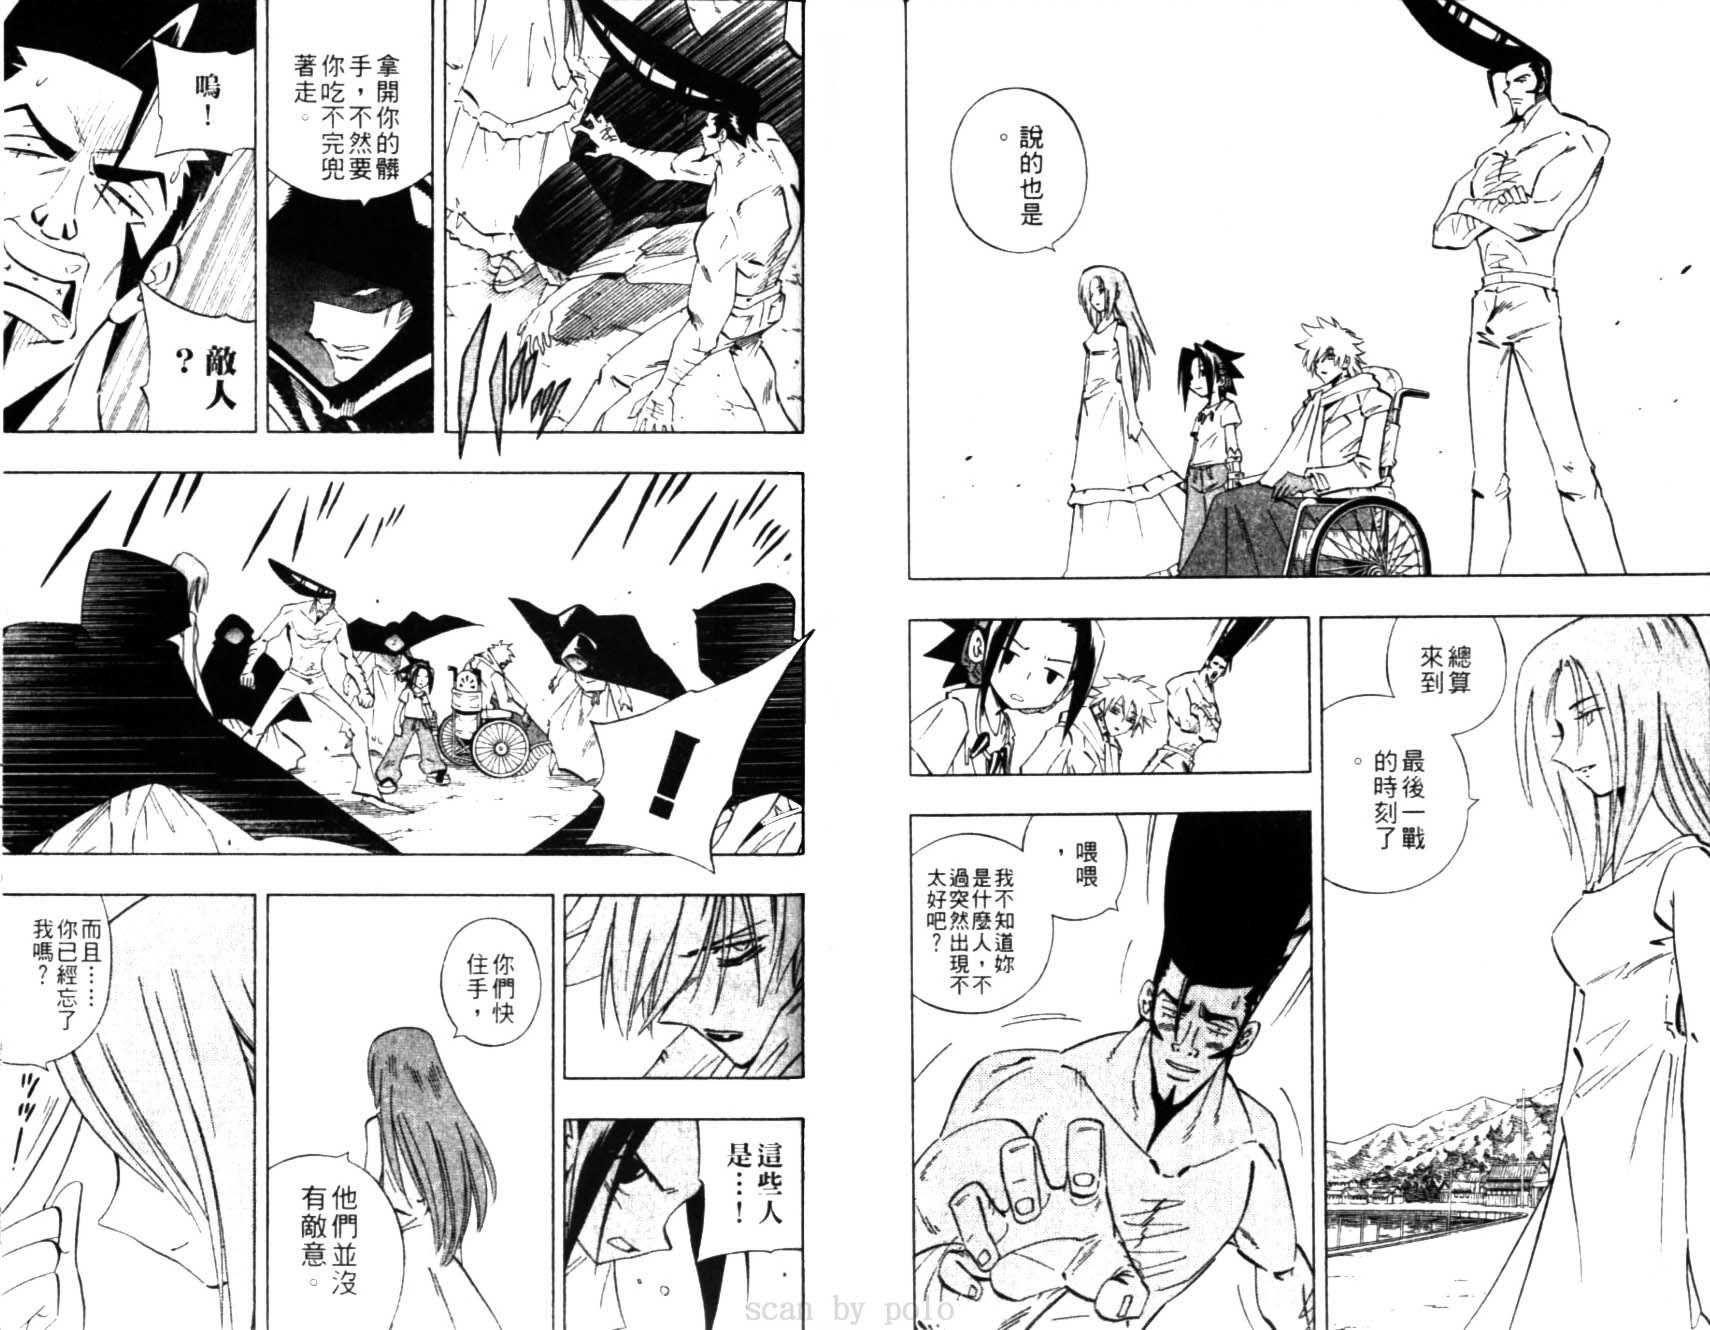 說的也是
。
總算
來到
最後一戰
的時刻了
。
喂喂
，
我不知道妳
是什麼人，不
過突然出現不
太好吧？
拿開你的髒
手，不然要
你吃不完兜
著走。
嗚！
敵人
？
！
這些人
是…！
你們快
住手，
他們並沒
有敵意。
而且……
你已經忘了
我嗎？
scan by polo